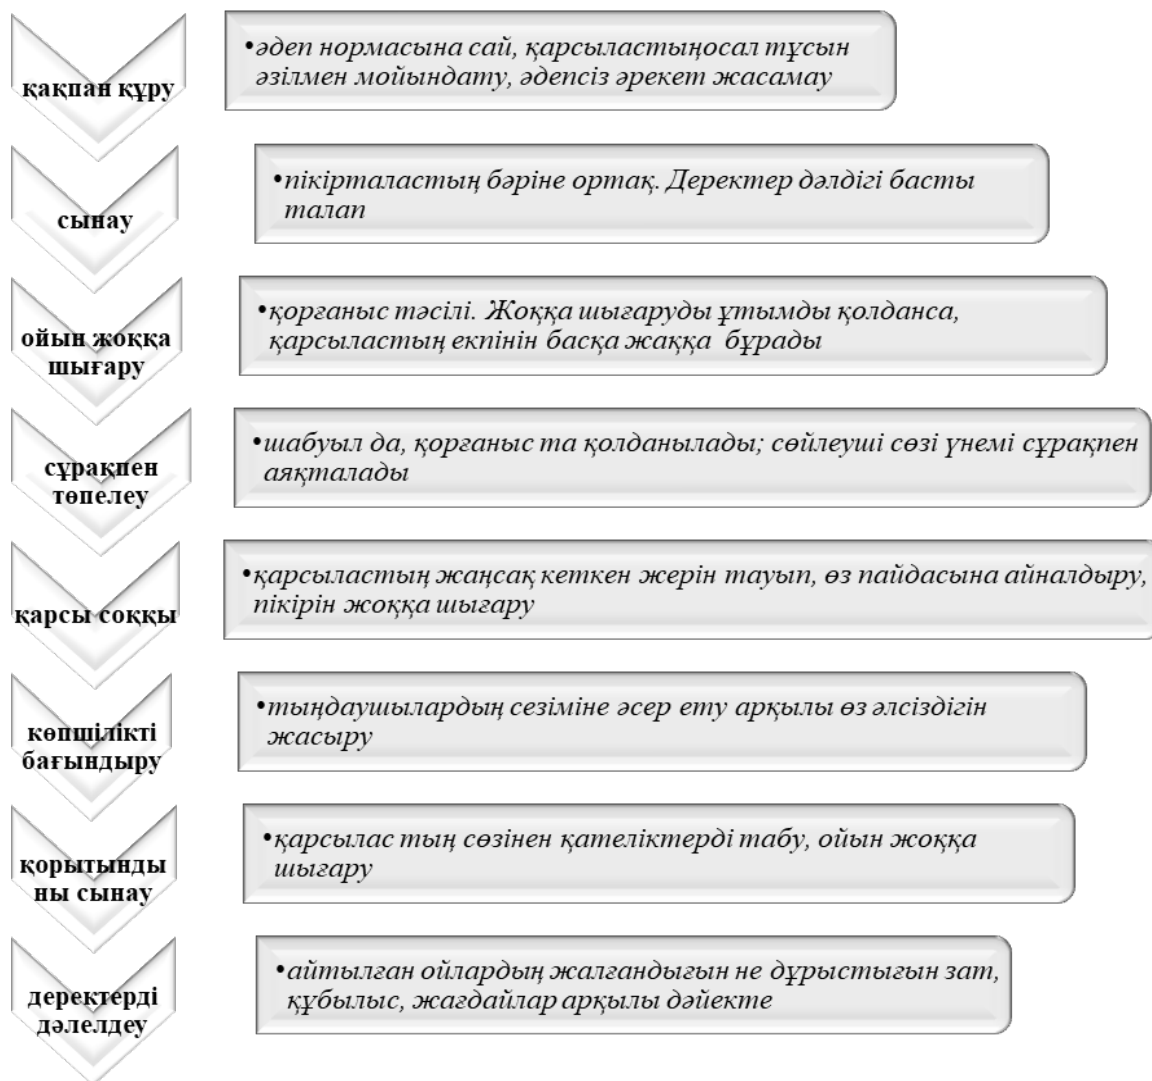 қақпан құру
•әдеп нормасына сай, қарсыластыңосал тұсын
әзілмен мойындату, әдепсіз әрекет жасамау
сынау
•пікірталастың бәріне ортақ. Деректер дәлдігі басты
талап
ойын жоққа
шығару
•қорғаныс тәсілі. Жоққа шығаруды ұтымды қолданса,
қарсыластың екпінін басқа жаққа бұрады
сұрақпен
төпелеу
•шабуыл да, қорғаныс та қолданылады; сөйлеуші сөзі үнемі сұрақпен
аяқталады
қарсы соққы
•қарсыластың жаңсақ кеткен жерін тауып, өз пайдасына айналдыру,
пікірін жоққа шығару
көпшілікті
бағындыру
•тыңдаушылардың сезіміне әсер ету арқылы өз әлсіздігін
жасыру
қорытынды
ны сынау
•қарсылас тың сөзінен қателіктерді табу, ойын жоққа
шығару
деректерді
дәлелдеу
•айтылған ойлардың жалғандығын не дұрыстығын зат,
құбылыс, жағдайлар арқылы дәйекте